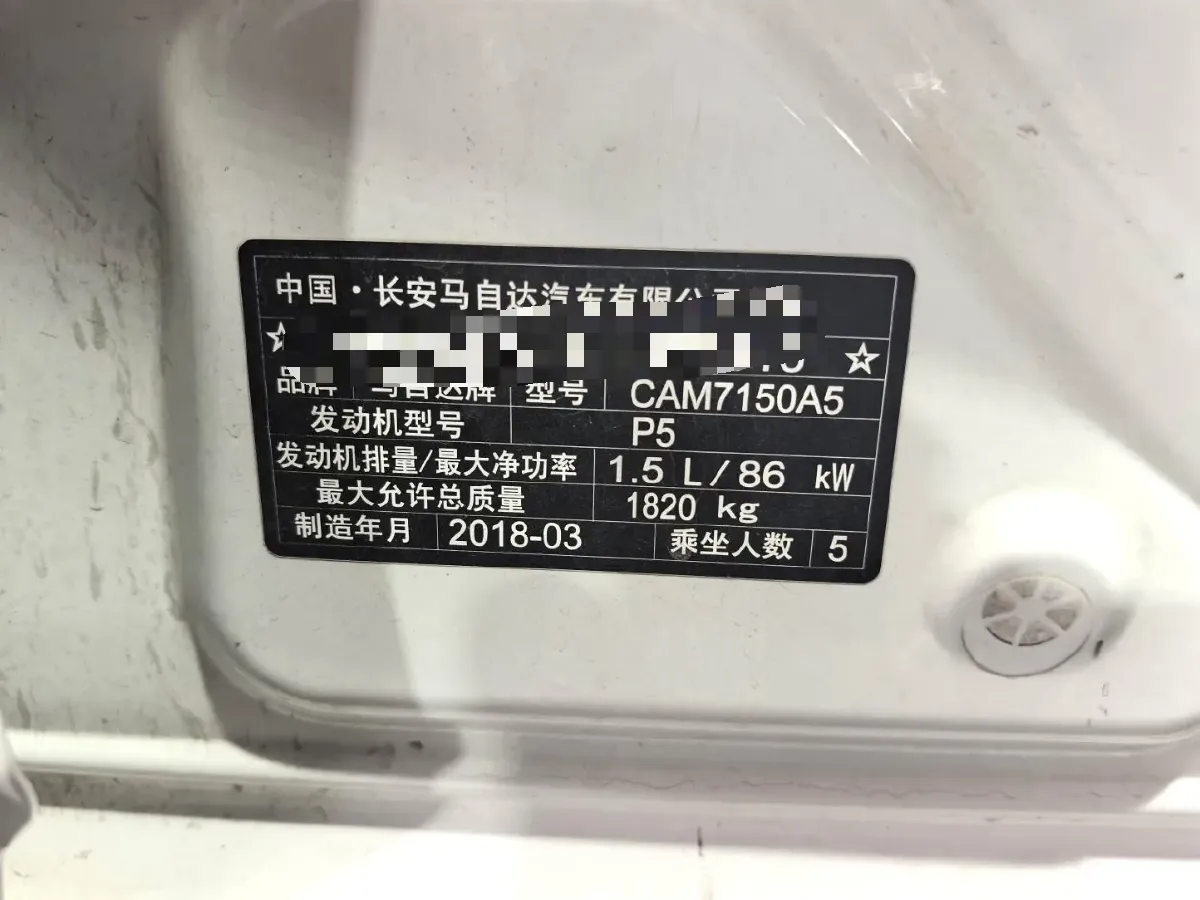 中国·长安马自达汽车有限公司
☆ ☆
品牌 马自达牌 型号 CAM7150A5
发动机型号 P5
发动机排量/最大净功率 1.5 L/86 kW
最大允许总质量 1820 kg
制造年月 2018-03 乘坐人数 5